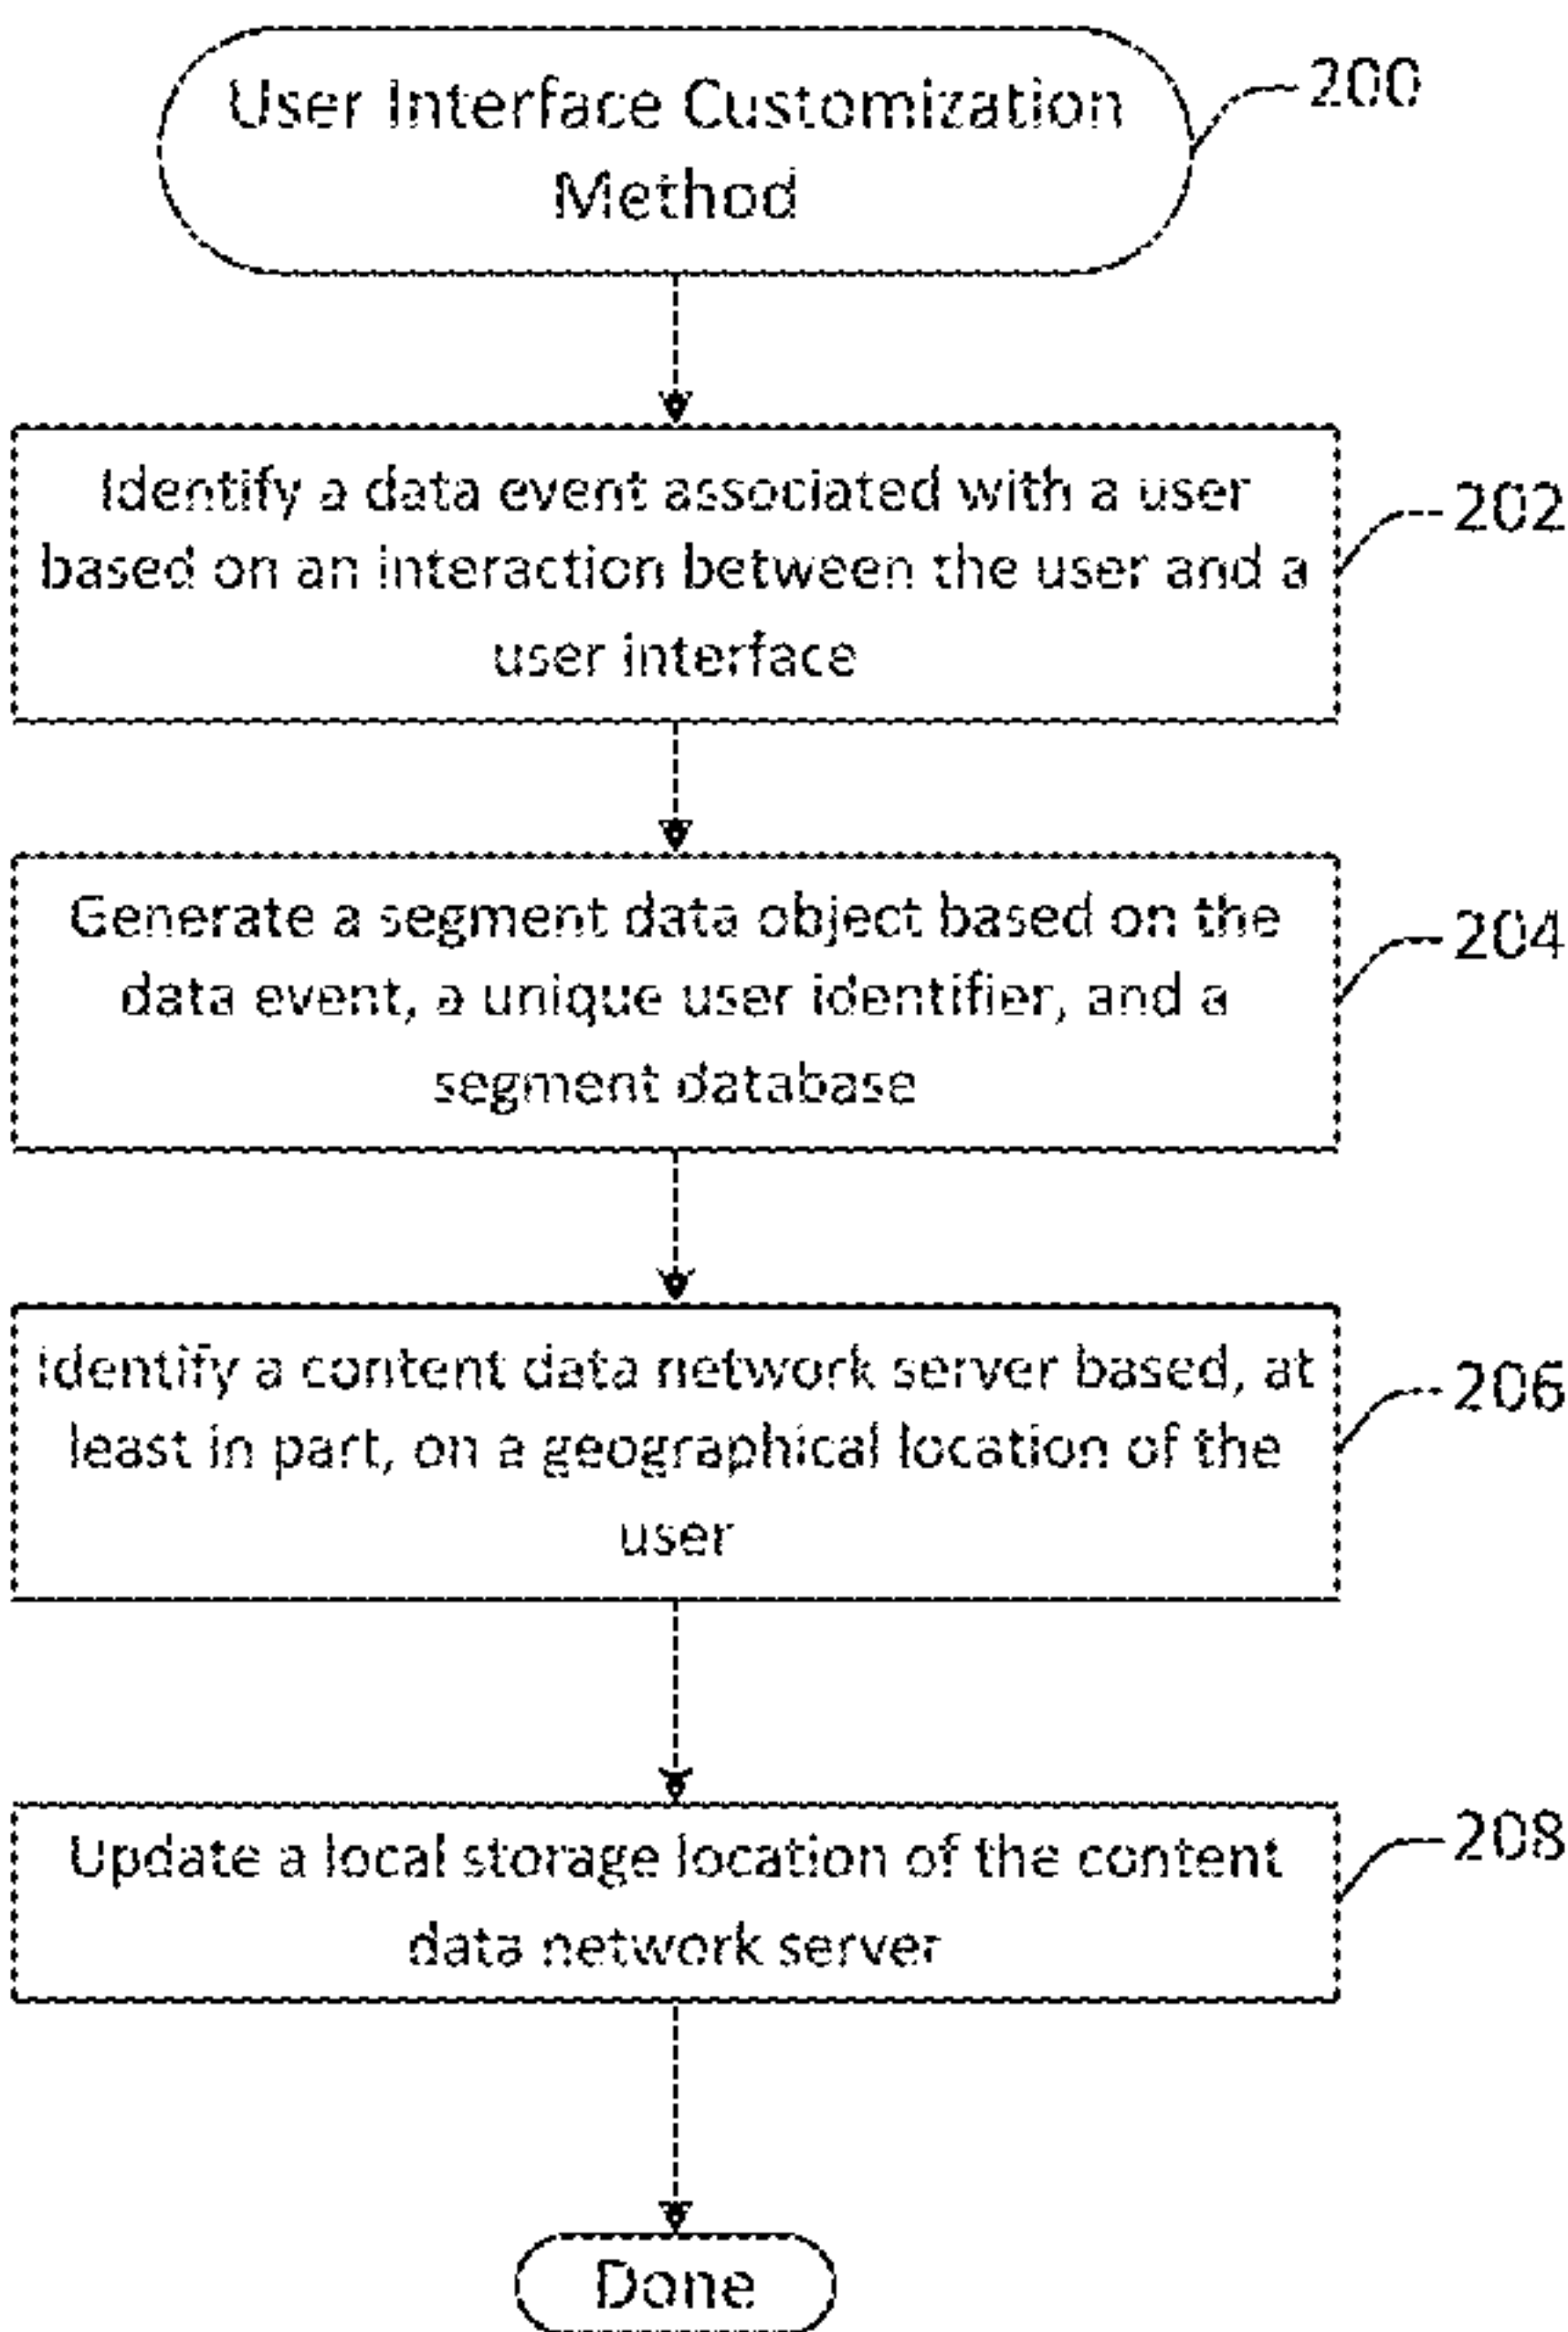 User Interface Customization
Method
200
Identify a data event associated with a user
based on an interaction between the user and a
user interface
202
Generate a segment data object based on the
data event, a unique user identifier, and a
segment database
204
Identify a content data network server based, at
least in part, on a geographical location of the
user
206
Update a local storage location of the content
data network server
208
Done